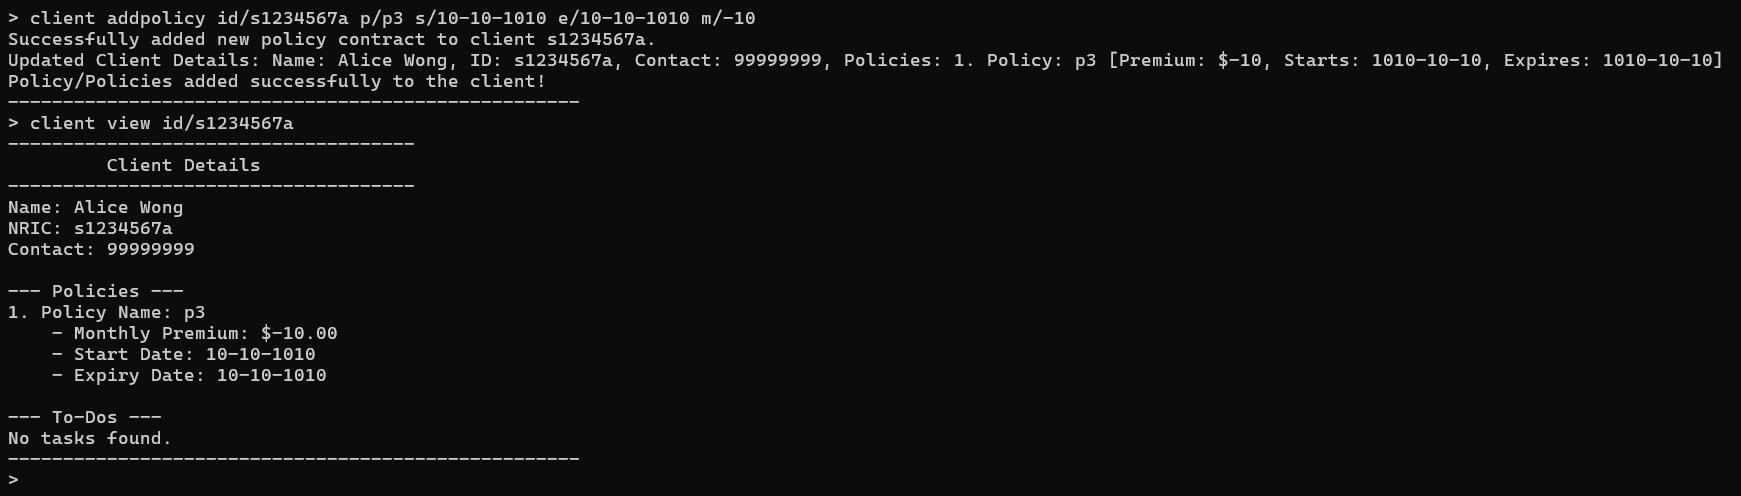 > client addpolicy id/s1234567a p/p3 s/10-10-1010 e/10-10-1010 m/-10
Successfully added new policy contract to client s1234567a.
Updated Client Details: Name: Alice Wong, ID: s1234567a, Contact: 99999999, Policies: 1. Policy: p3 [Premium: $-10, Starts: 1010-10-10, Expires: 1010-10-10]
Policy/Policies added successfully to the client!
----------------------------------------------------
> client view id/s1234567a
-------------------------------------
         Client Details
-------------------------------------
Name: Alice Wong
NRIC: s1234567a
Contact: 99999999

--- Policies ---
1. Policy Name: p3
    - Monthly Premium: $-10.00
    - Start Date: 10-10-1010
    - Expiry Date: 10-10-1010

--- To-Dos ---
No tasks found.
----------------------------------------------------
>